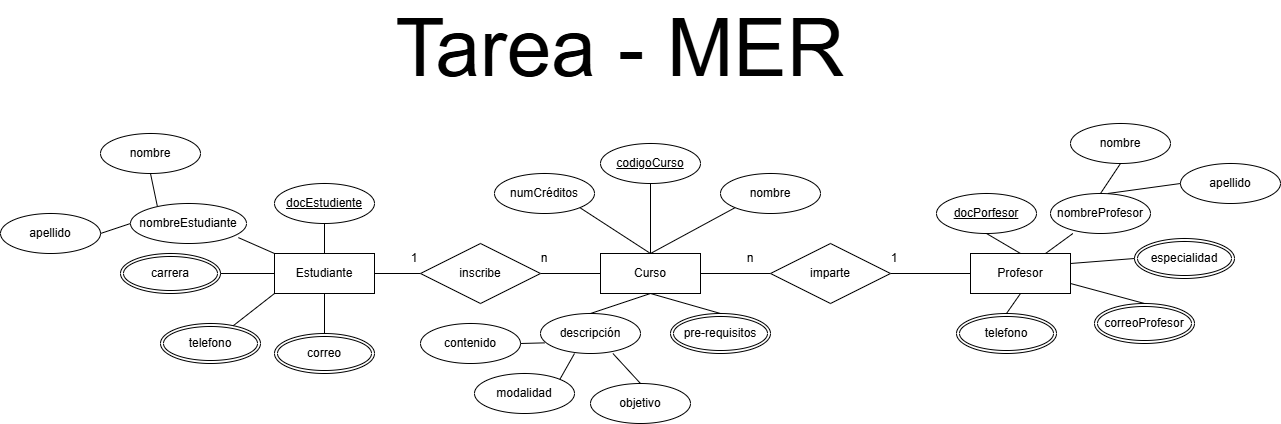 Tarea - MER
nombre
nombre
codigoCurso
numCréditos
nombre
apellido
docEstudiente
nombreEstudiante
apellido
docPorfesor
nombreProfesor
carrera
Estudiante
1
inscribe
n
Curso
n
imparte
1
Profesor
especialidad
telefono
correo
contenido
descripción
pre-requisitos
telefono
correoProfesor
modalidad
objetivo